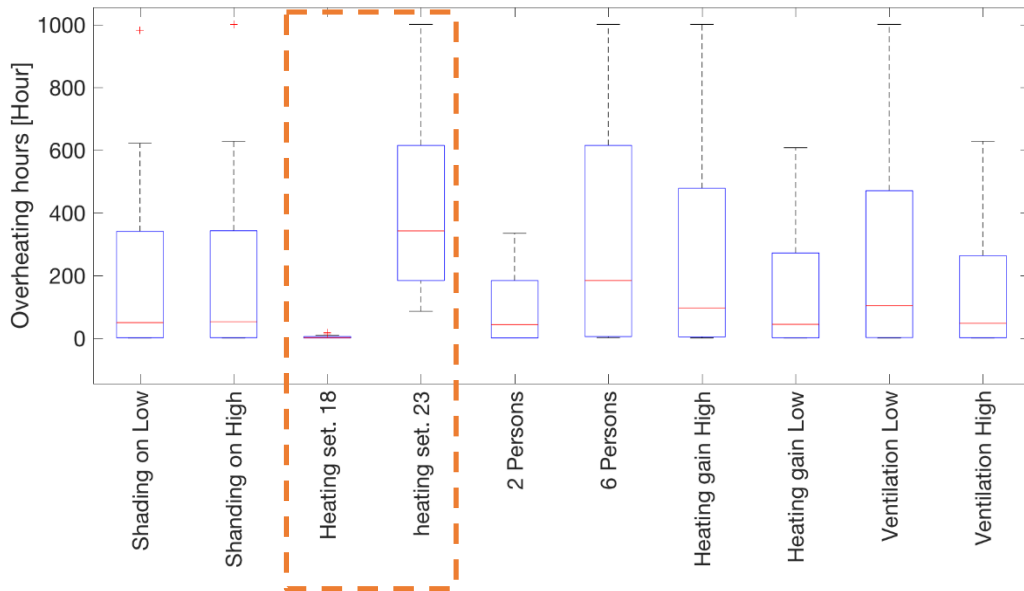 Overheating hours [Hour]
1000
800
600
400
200
0
Shading on Low
Shanding on High
Heating set. 18
heating set. 23
2 Persons
6 Persons
Heating gain High
Heating gain Low
Ventilation Low
Ventilation High